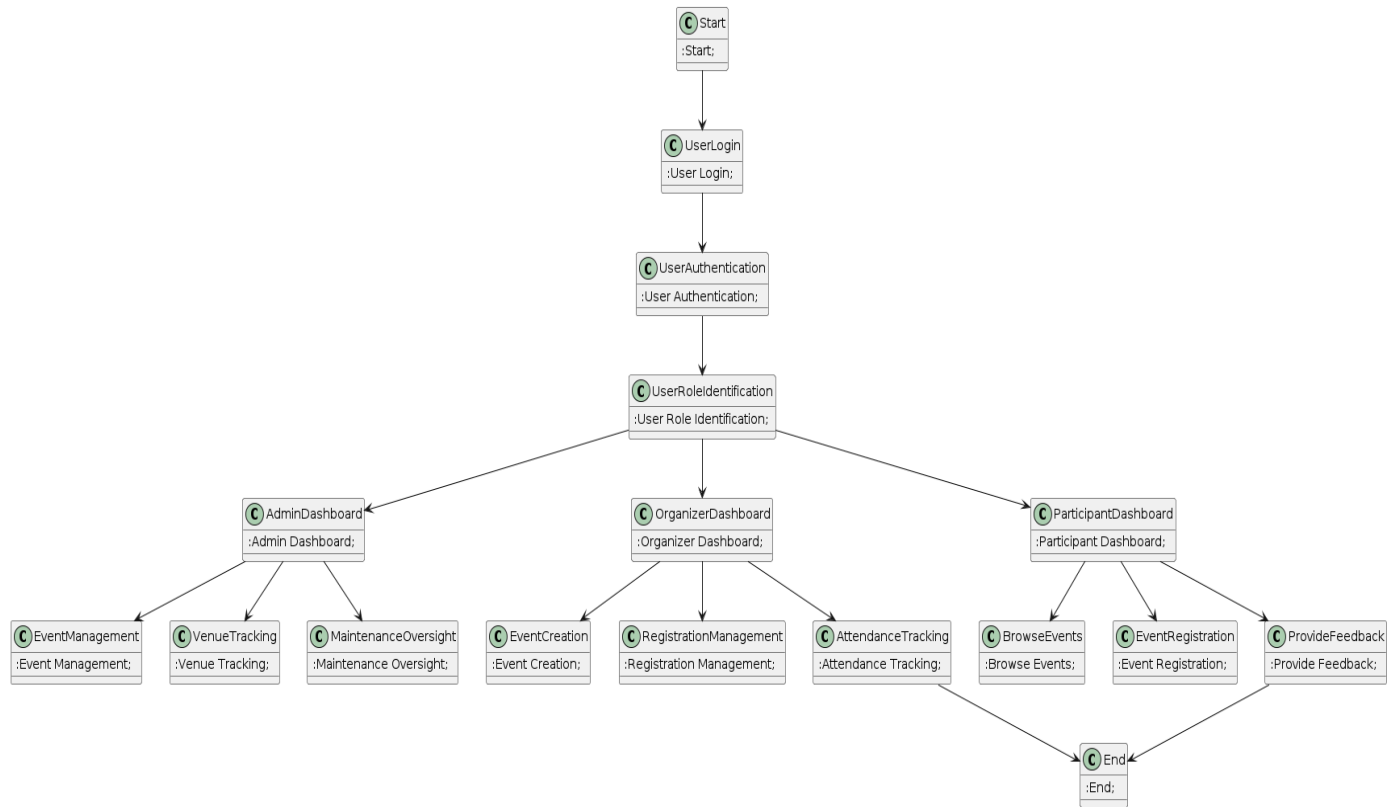 C Start
:Start;
C UserLogin
:User Login;
C UserAuthentication
:User Authentication;
C UserRoleIdentification
:User Role Identification;
C AdminDashboard
:Admin Dashboard;
C OrganizerDashboard
:Organizer Dashboard;
C ParticipantDashboard
:Participant Dashboard;
C EventManagement
:Event Management;
C VenueTracking
:Venue Tracking;
C MaintenanceOversight
:Maintenance Oversight;
C EventCreation
:Event Creation;
C RegistrationManagement
:Registration Management;
C AttendanceTracking
:Attendance Tracking;
C BrowseEvents
:Browse Events;
C EventRegistration
:Event Registration;
C ProvideFeedback
:Provide Feedback;
C End
:End;